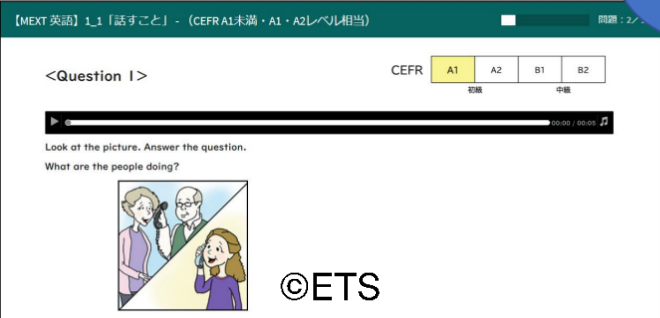 【MEXT 英語】1_1「話すこと」-（CEFR A1未満・A1・A2レベル相当）
問題：2/
<Question 1>
CEFR A1 A2 B1 B2
初級 中級
00:00 / 00:05
Look at the picture. Answer the question.
What are the people doing?
©ETS